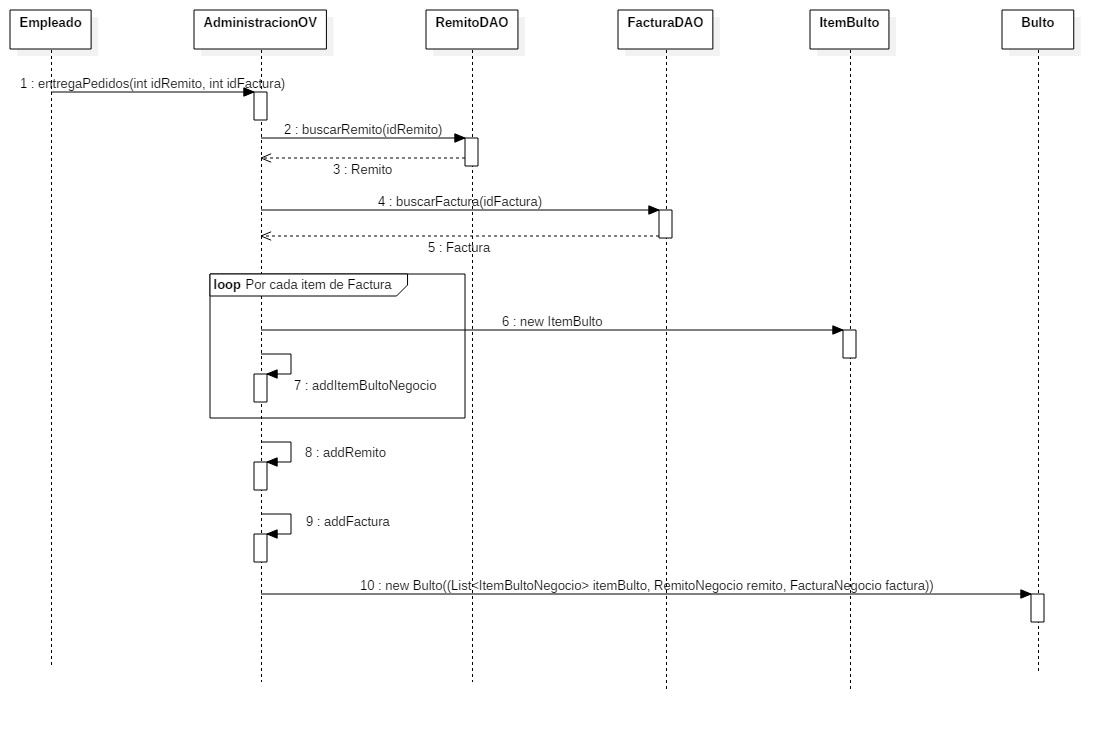 Empleado
AdministracionOV
RemitoDAO
FacturaDAO
ItemBulto
Bulto
1 : entregaPedidos(int idRemito, int idFactura)
2 : buscarRemito(idRemito)
3 : Remito
4 : buscarFactura(idFactura)
5 : Factura
loop Por cada item de Factura
6 : new ItemBulto
7 : addItemBultoNegocio
8 : addRemito
9 : addFactura
10 : new Bulto((List<ItemBultoNegocio> itemBulto, RemitoNegocio remito, FacturaNegocio factura))